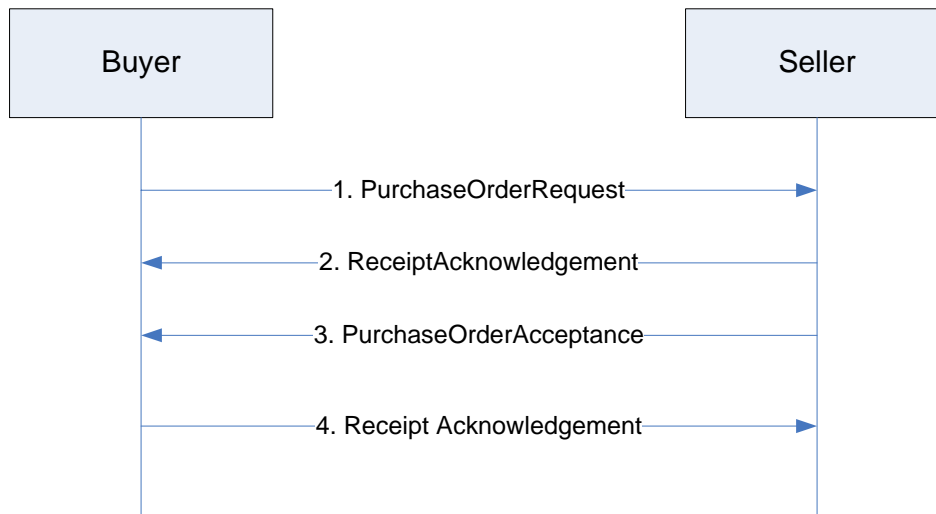 Buyer
Seller
1. PurchaseOrderRequest
2. ReceiptAcknowledgement
3. PurchaseOrderAcceptance
4. Receipt Acknowledgement